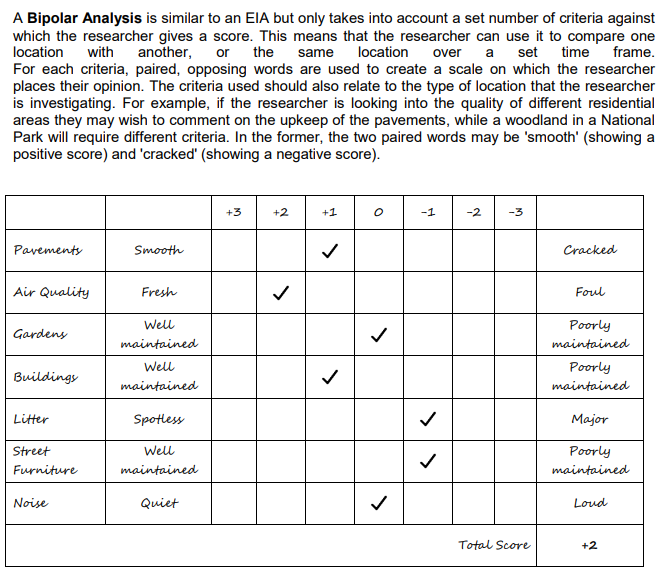 A Bipolar Analysis is similar to an EIA but only takes into account a set number of criteria against
which the researcher gives a score. This means that the researcher can use it to compare one
location with another, or the same location over a set time frame.
For each criteria, paired, opposing words are used to create a scale on which the researcher
places their opinion. The criteria used should also relate to the type of location that the researcher
is investigating. For example, if the researcher is looking into the quality of different residential
areas they may wish to comment on the upkeep of the pavements, while a woodland in a National
Park will require different criteria. In the former, the two paired words may be 'smooth' (showing a
positive score) and 'cracked' (showing a negative score).
+3 +2 +1 0 -1 -2 -3
Pavements Smooth ✓ Cracked
Air Quality Fresh ✓ Foul
Gardens Well maintained ✓ Poorly maintained
Buildings Well maintained ✓ Poorly maintained
Litter Spotless ✓ Major
Street Furniture Well maintained ✓ Poorly maintained
Noise Quiet ✓ Loud
Total Score +2